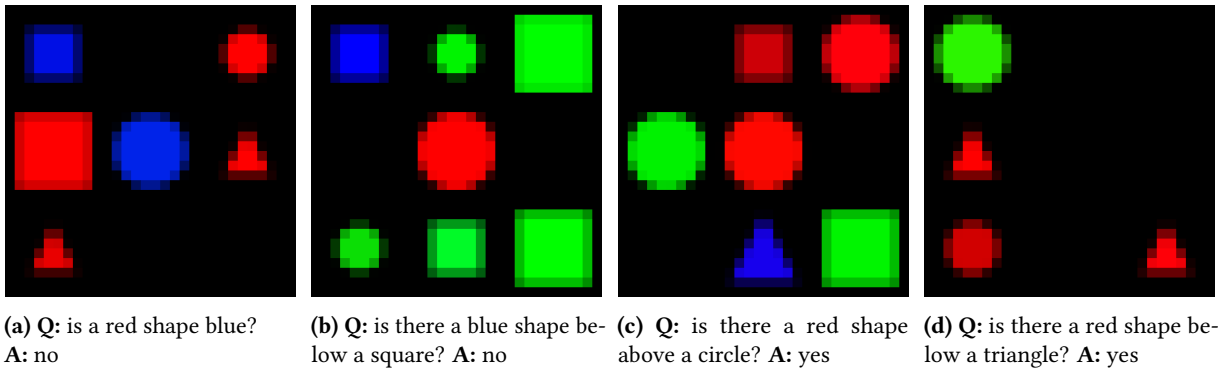 (a) Q: is a red shape blue?
A: no
(b) Q: is there a blue shape be-
low a square? A: no
(c) Q: is there a red shape
above a circle? A: yes
(d) Q: is there a red shape be-
low a triangle? A: yes